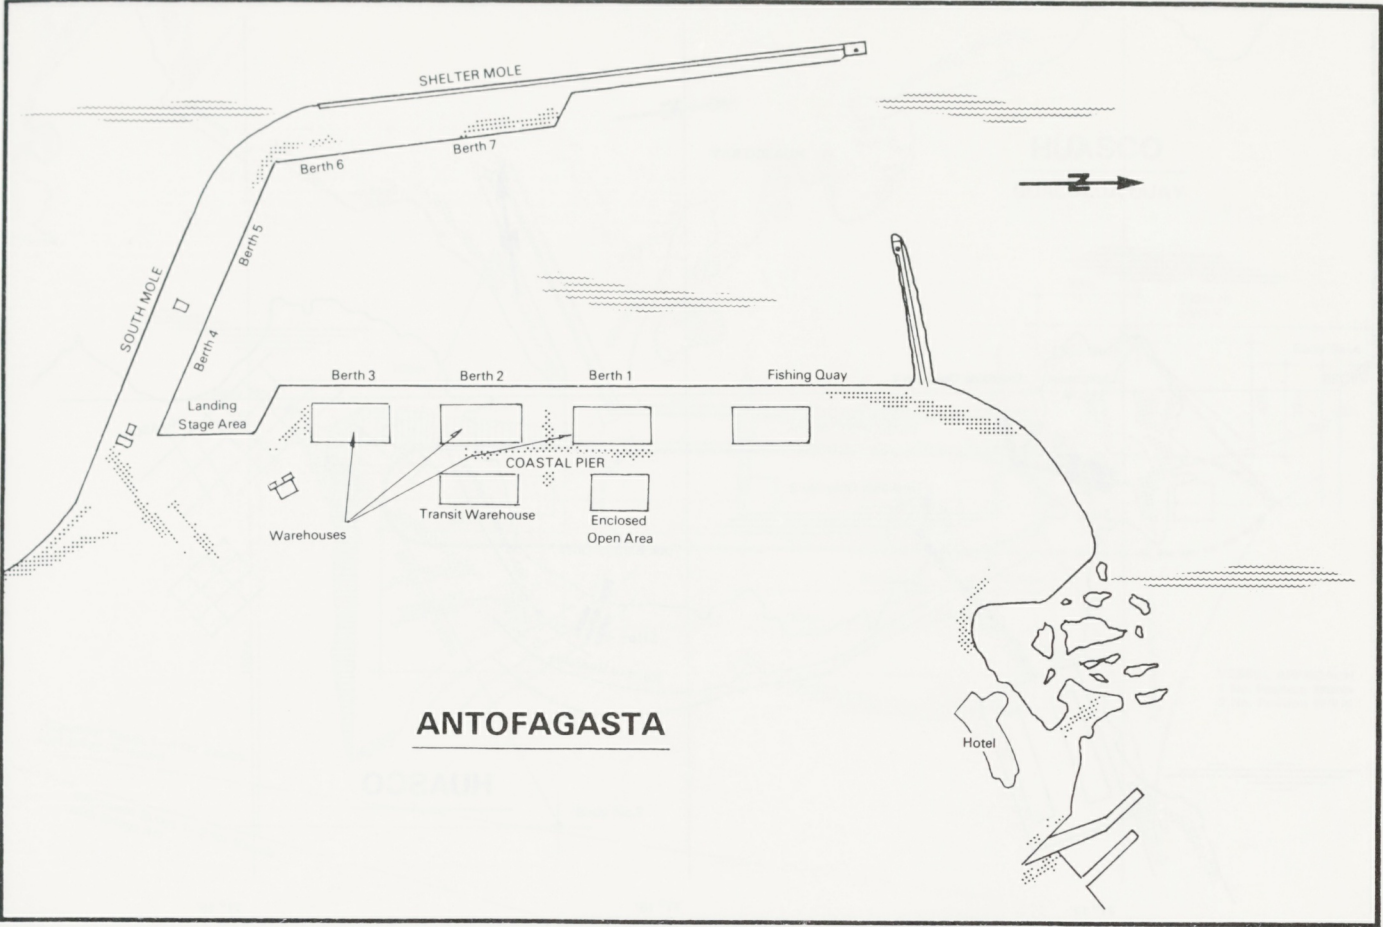 SHELTER MOLE
Berth 7
Berth 6
N
Berth 5
SOUTH MOLE
Berth 4
Berth 3
Berth 2
Berth 1
Fishing Quay
Landing
Stage Area
COASTAL PIER
Transit Warehouse
Enclosed
Open Area
Warehouses
ANTOFAGASTA
Hotel